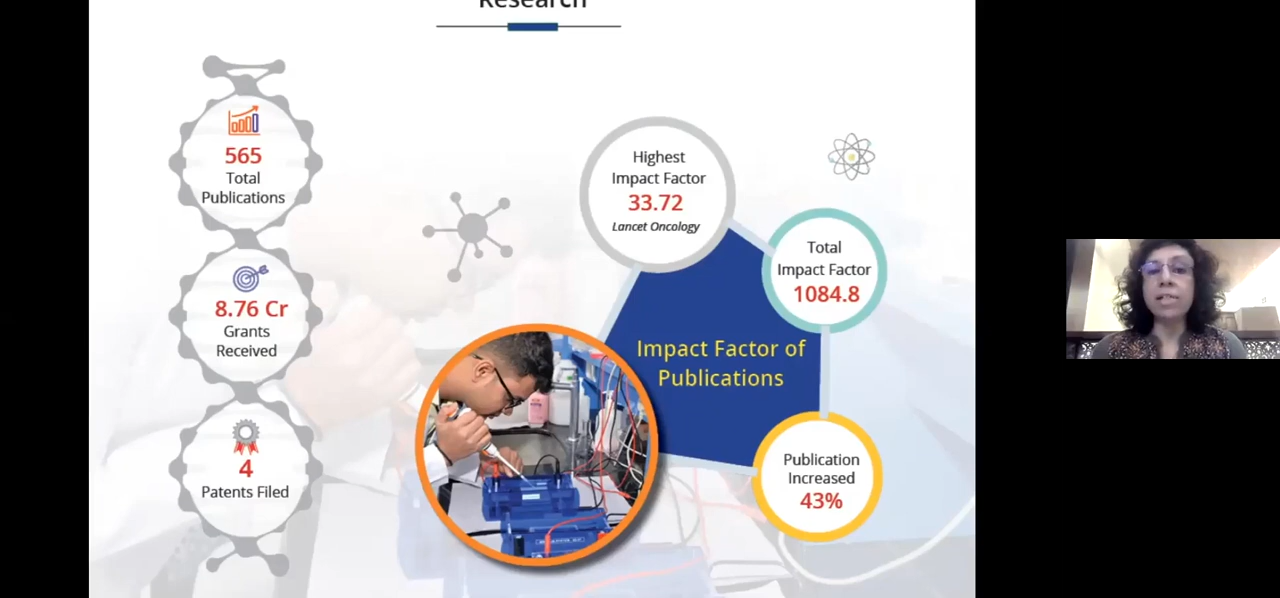 Research
565
Total
Publications
8.76 Cr
Grants
Received
4
Patents Filed
Highest
Impact Factor
33.72
Lancet Oncology
Total
Impact Factor
1084.8
Impact Factor of
Publications
Publication
Increased
43%